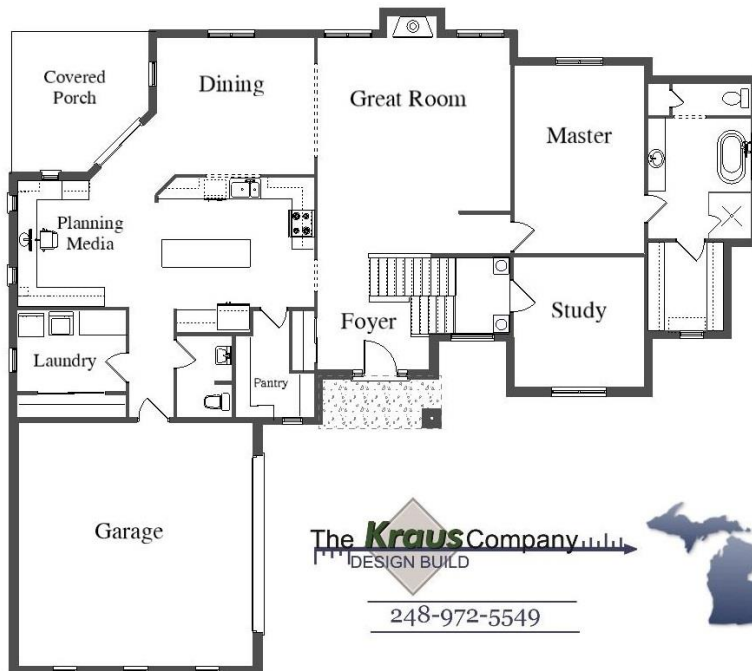 Covered
Porch
Dining
Great Room
Master
Planning
Media
Foyer
Study
Laundry
Pantry
Garage
The Kraus Company
DESIGN BUILD
248-972-5549